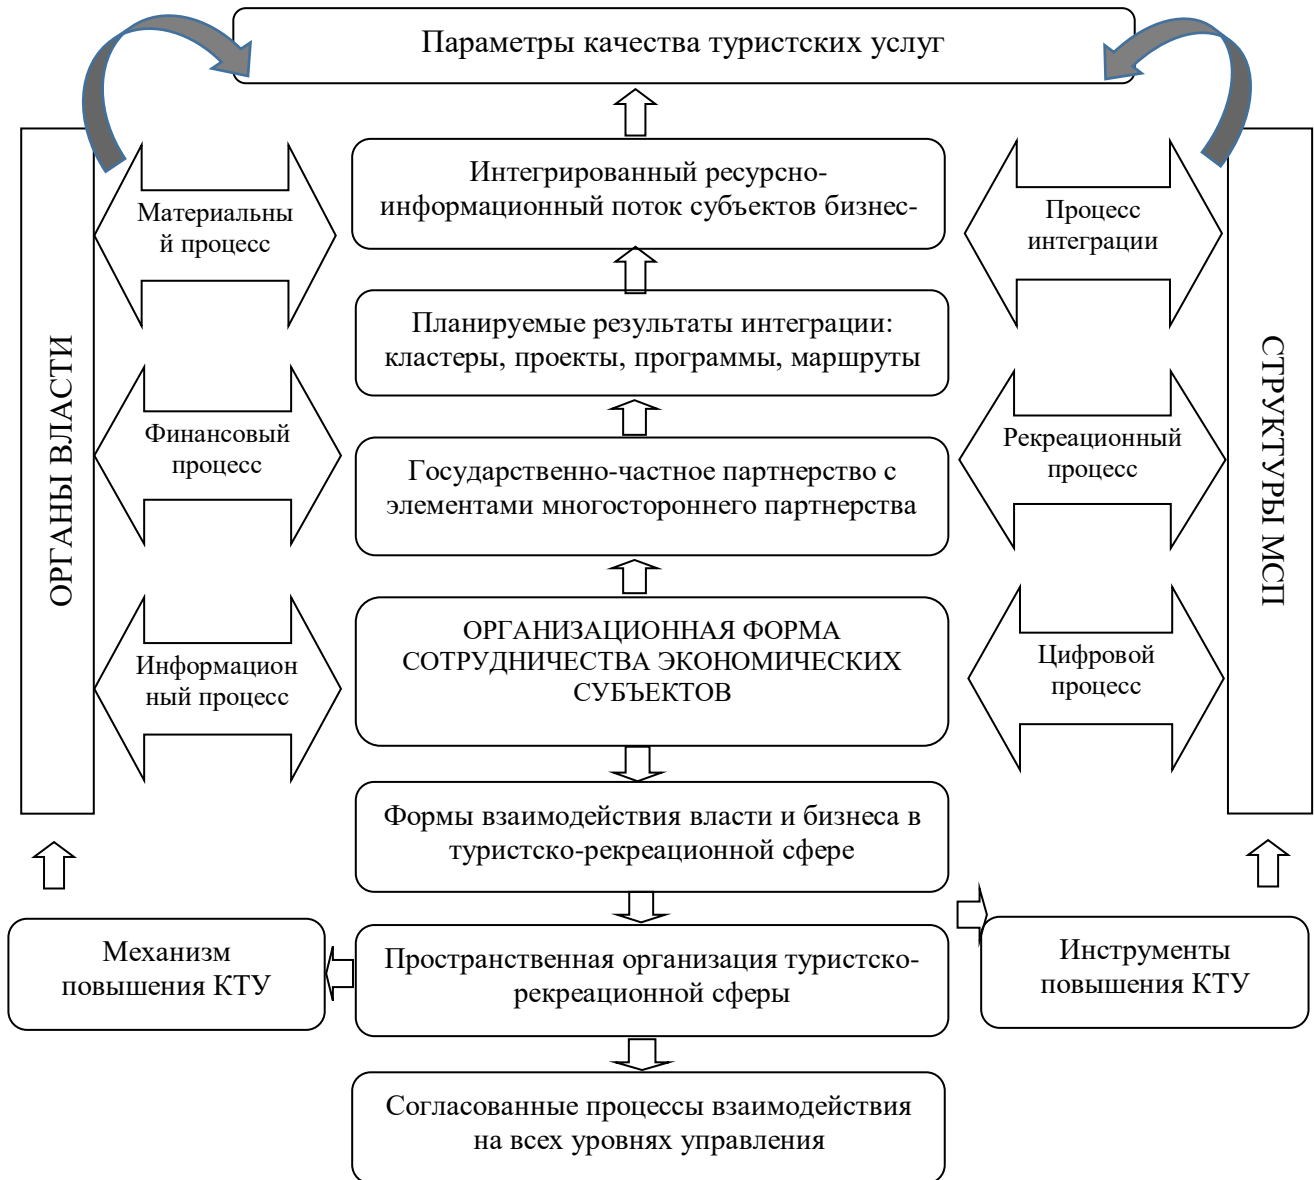 Параметры качества туристских услуг
Интегрированный ресурсно-
информационный поток субъектов бизнес-
Материальны
й процесс
Процесс
интеграции
Планируемые результаты интеграции:
кластеры, проекты, программы, маршруты
ОРГАНЫ ВЛАСТИ
СТРУКТУРЫ МСП
Финансовый
процесс
Государственно-частное партнерство с
элементами многостороннего партнерства
Рекреационный
процесс
ОРГАНИЗАЦИОННАЯ ФОРМА
СОТРУДНИЧЕСТВА ЭКОНОМИЧЕСКИХ
СУБЪЕКТОВ
Информацион
ный процесс
Цифровой
процесс
Формы взаимодействия власти и бизнеса в
туристско-рекреационной сфере
Механизм
повышения КТУ
Пространственная организация туристско-
рекреационной сферы
Инструменты
повышения КТУ
Согласованные процессы взаимодействия
на всех уровнях управления